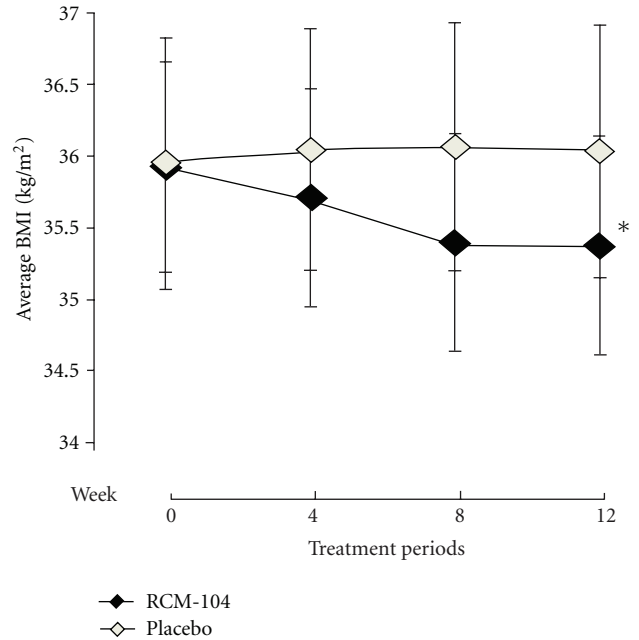 37
36.5
36
35.5
35
34.5
34
Average BMI (kg/m²)
*
Week
0 4 8 12
Treatment periods
RCM-104
Placebo